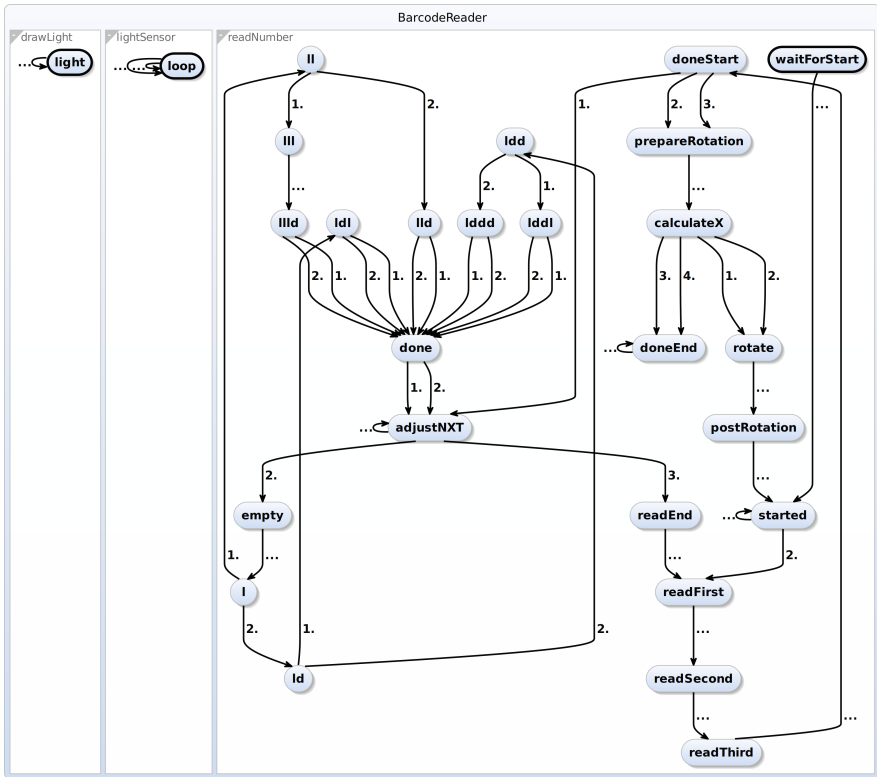 BarcodeReader
drawLight
lightSensor
readNumber
... light
...... loop
ll
doneStart
waitForStart
1.
2.
1.
2.
3.
...
lll
ldd
prepareRotation
...
2.
1.
...
llld
ldl
lld
lddd
lddl
calculateX
2.
1.
2.
1.
2.
1.
1.
2.
2.
1.
3.
4.
1.
2.
done
...
doneEnd
rotate
1.
2.
...
...
adjustNXT
postRotation
2.
3.
...
empty
readEnd
...
started
1.
...
...
2.
l
readFirst
2.
1.
2.
...
ld
readSecond
...
...
readThird